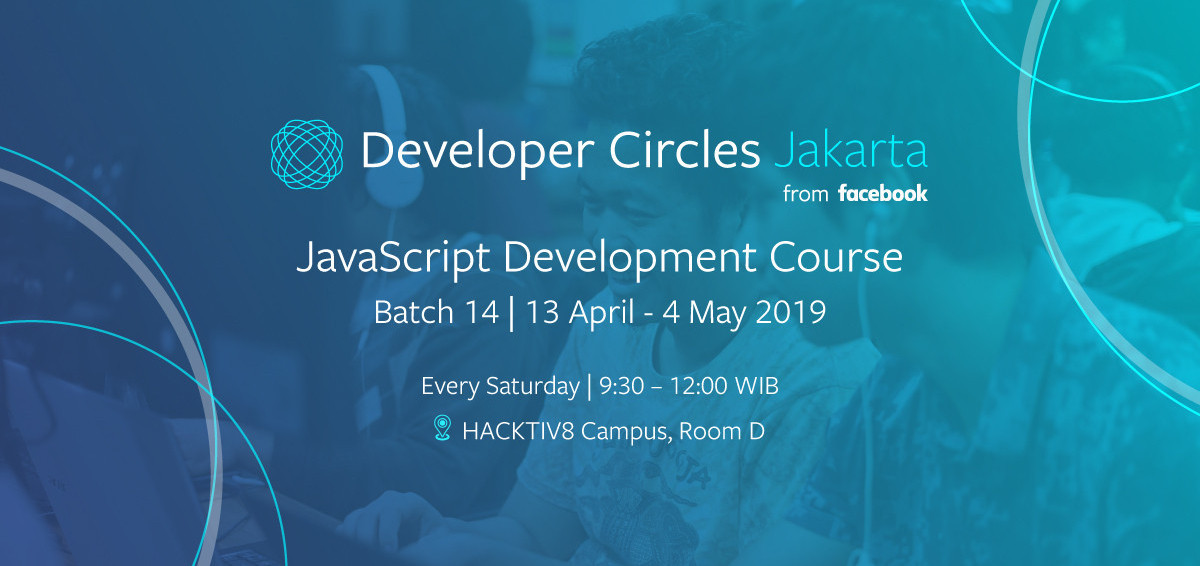 Developer Circles Jakarta
from facebook
JavaScript Development Course
Batch 14 | 13 April - 4 May 2019
Every Saturday | 9:30 – 12:00 WIB
HACKTIV8 Campus, Room D